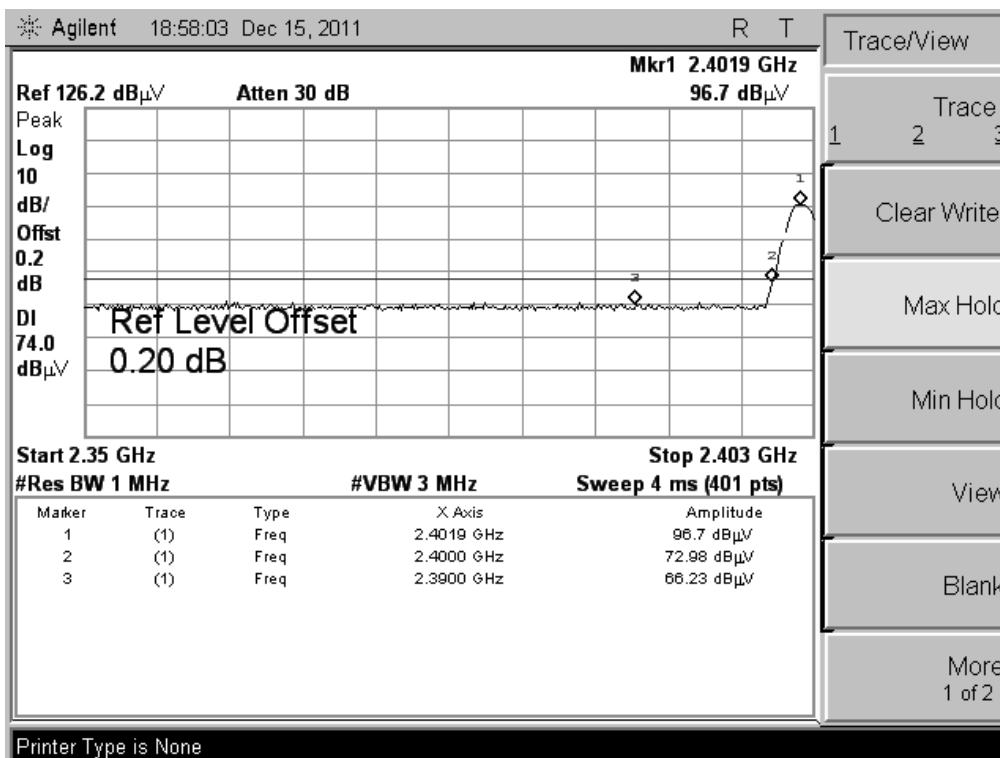 Agilent 18:58:03 Dec 15, 2011 R T
Mkr1 2.4019 GHz
Ref 126.2 dBµV Atten 30 dB 96.7 dBµV
Peak
Log
10
dB/
Offst
0.2
dB
DI
74.0
dBµV
1
2
3
Ref Level Offset
0.20 dB
Start 2.35 GHz Stop 2.403 GHz
#Res BW 1 MHz #VBW 3 MHz Sweep 4 ms (401 pts)
Marker Trace Type X Axis Amplitude
1 (1) Freq 2.4019 GHz 96.7 dBµV
2 (1) Freq 2.4000 GHz 72.98 dBµV
3 (1) Freq 2.3900 GHz 66.23 dBµV
Trace/View
Trace
1 2 3
Clear Write
Max Hold
Min Hold
View
Blank
More
1 of 2
Printer Type is None